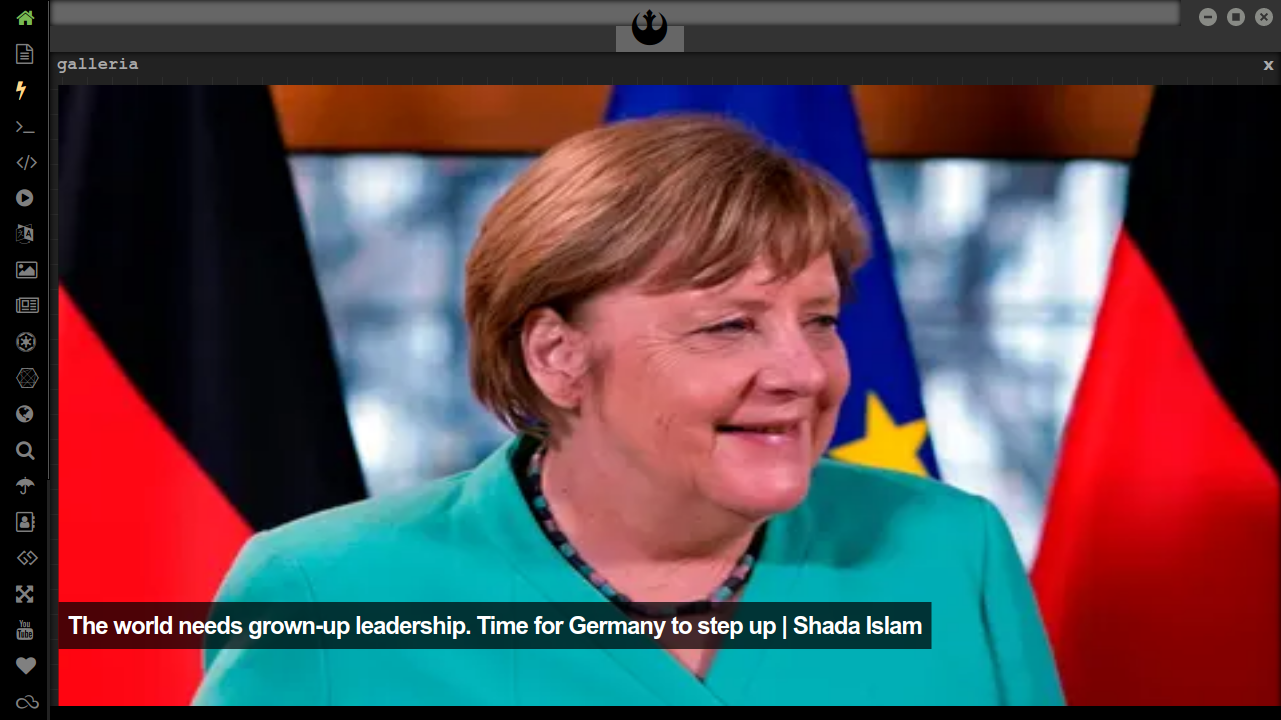 galleria
x
The world needs grown-up leadership. Time for Germany to step up | Shada Islam
You
Tube